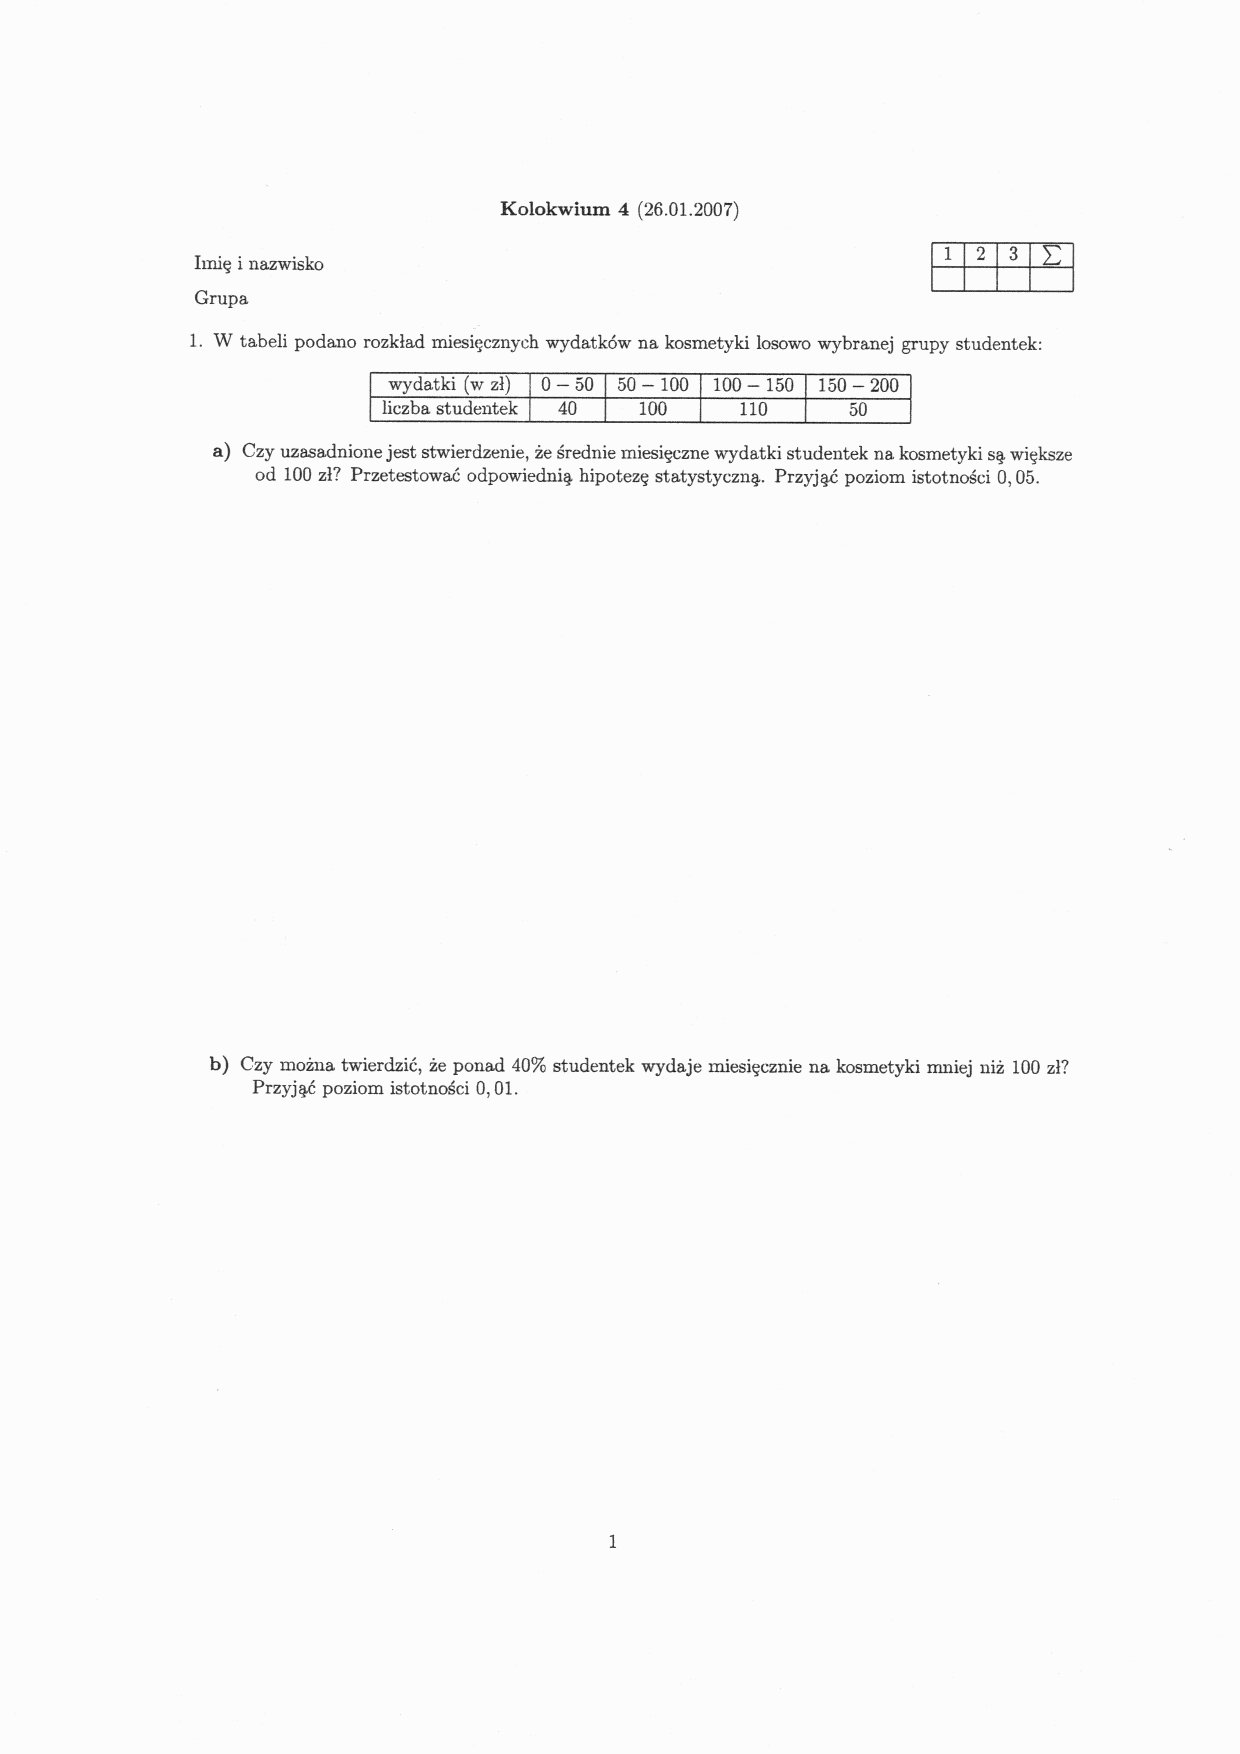 Kolokwium 4 (26.01.2007)
Imię i nazwisko
1 2 3 ∑
Grupa
1. W tabeli podano rozkład miesięcznych wydatków na kosmetyki losowo wybranej grupy studentek:
wydatki (w zł) 0 – 50 50 – 100 100 – 150 150 – 200
liczba studentek 40 100 110 50
a) Czy uzasadnione jest stwierdzenie, że średnie miesięczne wydatki studentek na kosmetyki są większe
od 100 zł? Przetestować odpowiednią hipotezę statystyczną. Przyjąć poziom istotności 0, 05.
b) Czy można twierdzić, że ponad 40% studentek wydaje miesięcznie na kosmetyki mniej niż 100 zł?
Przyjąć poziom istotności 0, 01.
1